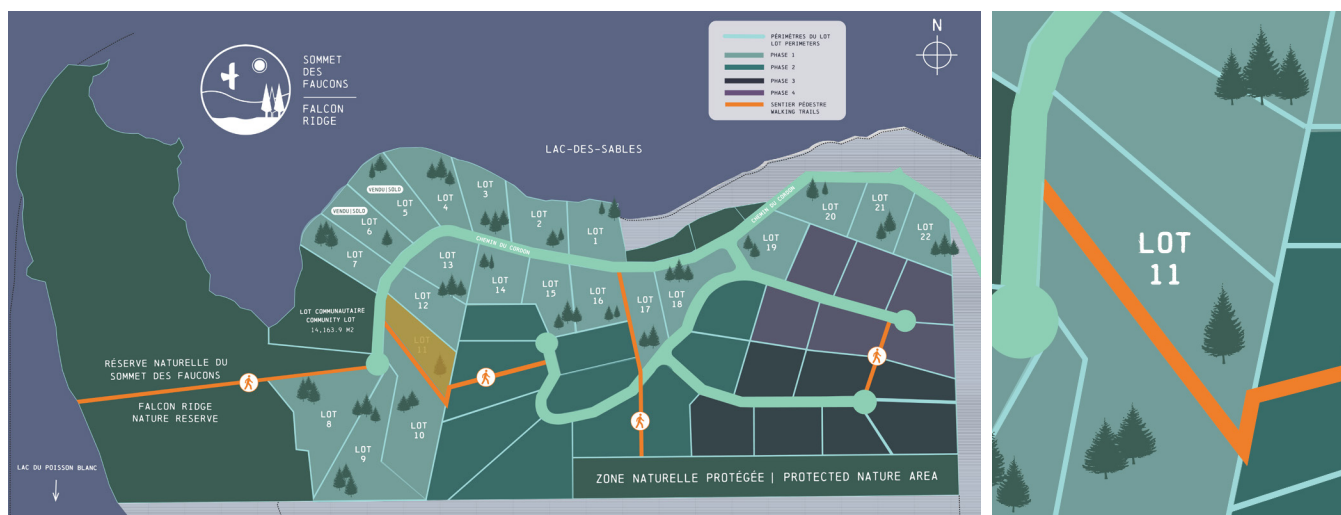 SOMMET
DES
FAUCONS
FALCON
RIDGE
PÉRIMÈTRES DU LOT
LOT PERIMETERS
PHASE 1
PHASE 2
PHASE 3
PHASE 4
SENTIER PÉDESTRE
WALKING TRAILS
N
LAC-DES-SABLES
VENDU|SOLD
LOT
5
LOT
4
LOT
3
LOT
2
LOT
1
VENDU|SOLD
LOT
6
LOT
7
CHEMIN DU CORDON
CHEMIN DU CORDON
LOT
20
LOT
21
LOT
22
LOT
19
LOT
13
LOT
14
LOT
15
LOT
16
LOT
17
LOT
18
LOT
12
LOT
11
LOT COMMUNAUTAIRE
COMMUNITY LOT
14,163.9 M2
RÉSERVE NATURELLE DU
SOMMET DES FAUCONS
FALCON RIDGE
NATURE RESERVE
LOT
8
LOT
9
LOT
10
LAC DU POISSON BLANC
ZONE NATURELLE PROTÉGÉE | PROTECTED NATURE AREA
LOT
11